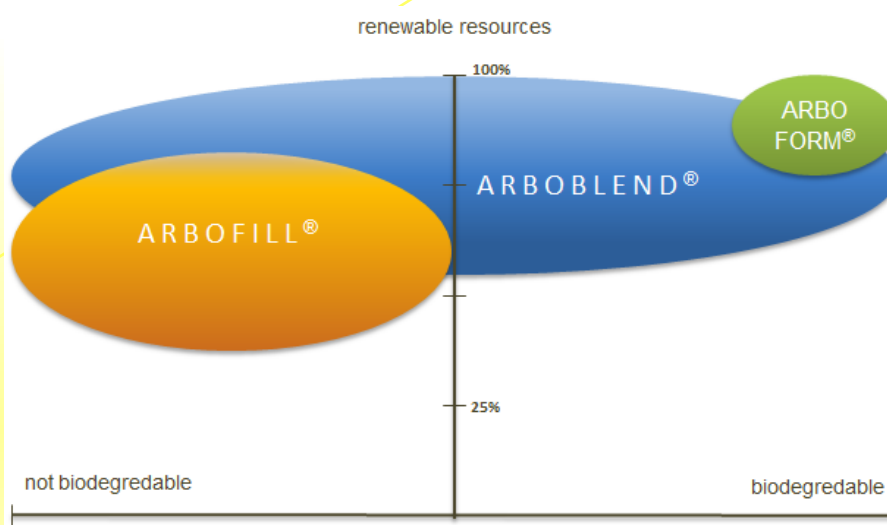 renewable resources
100%
ARBO
FORM®
ARBOBLEND®
ARBOFILL®
25%
not biodegredable
biodegredable